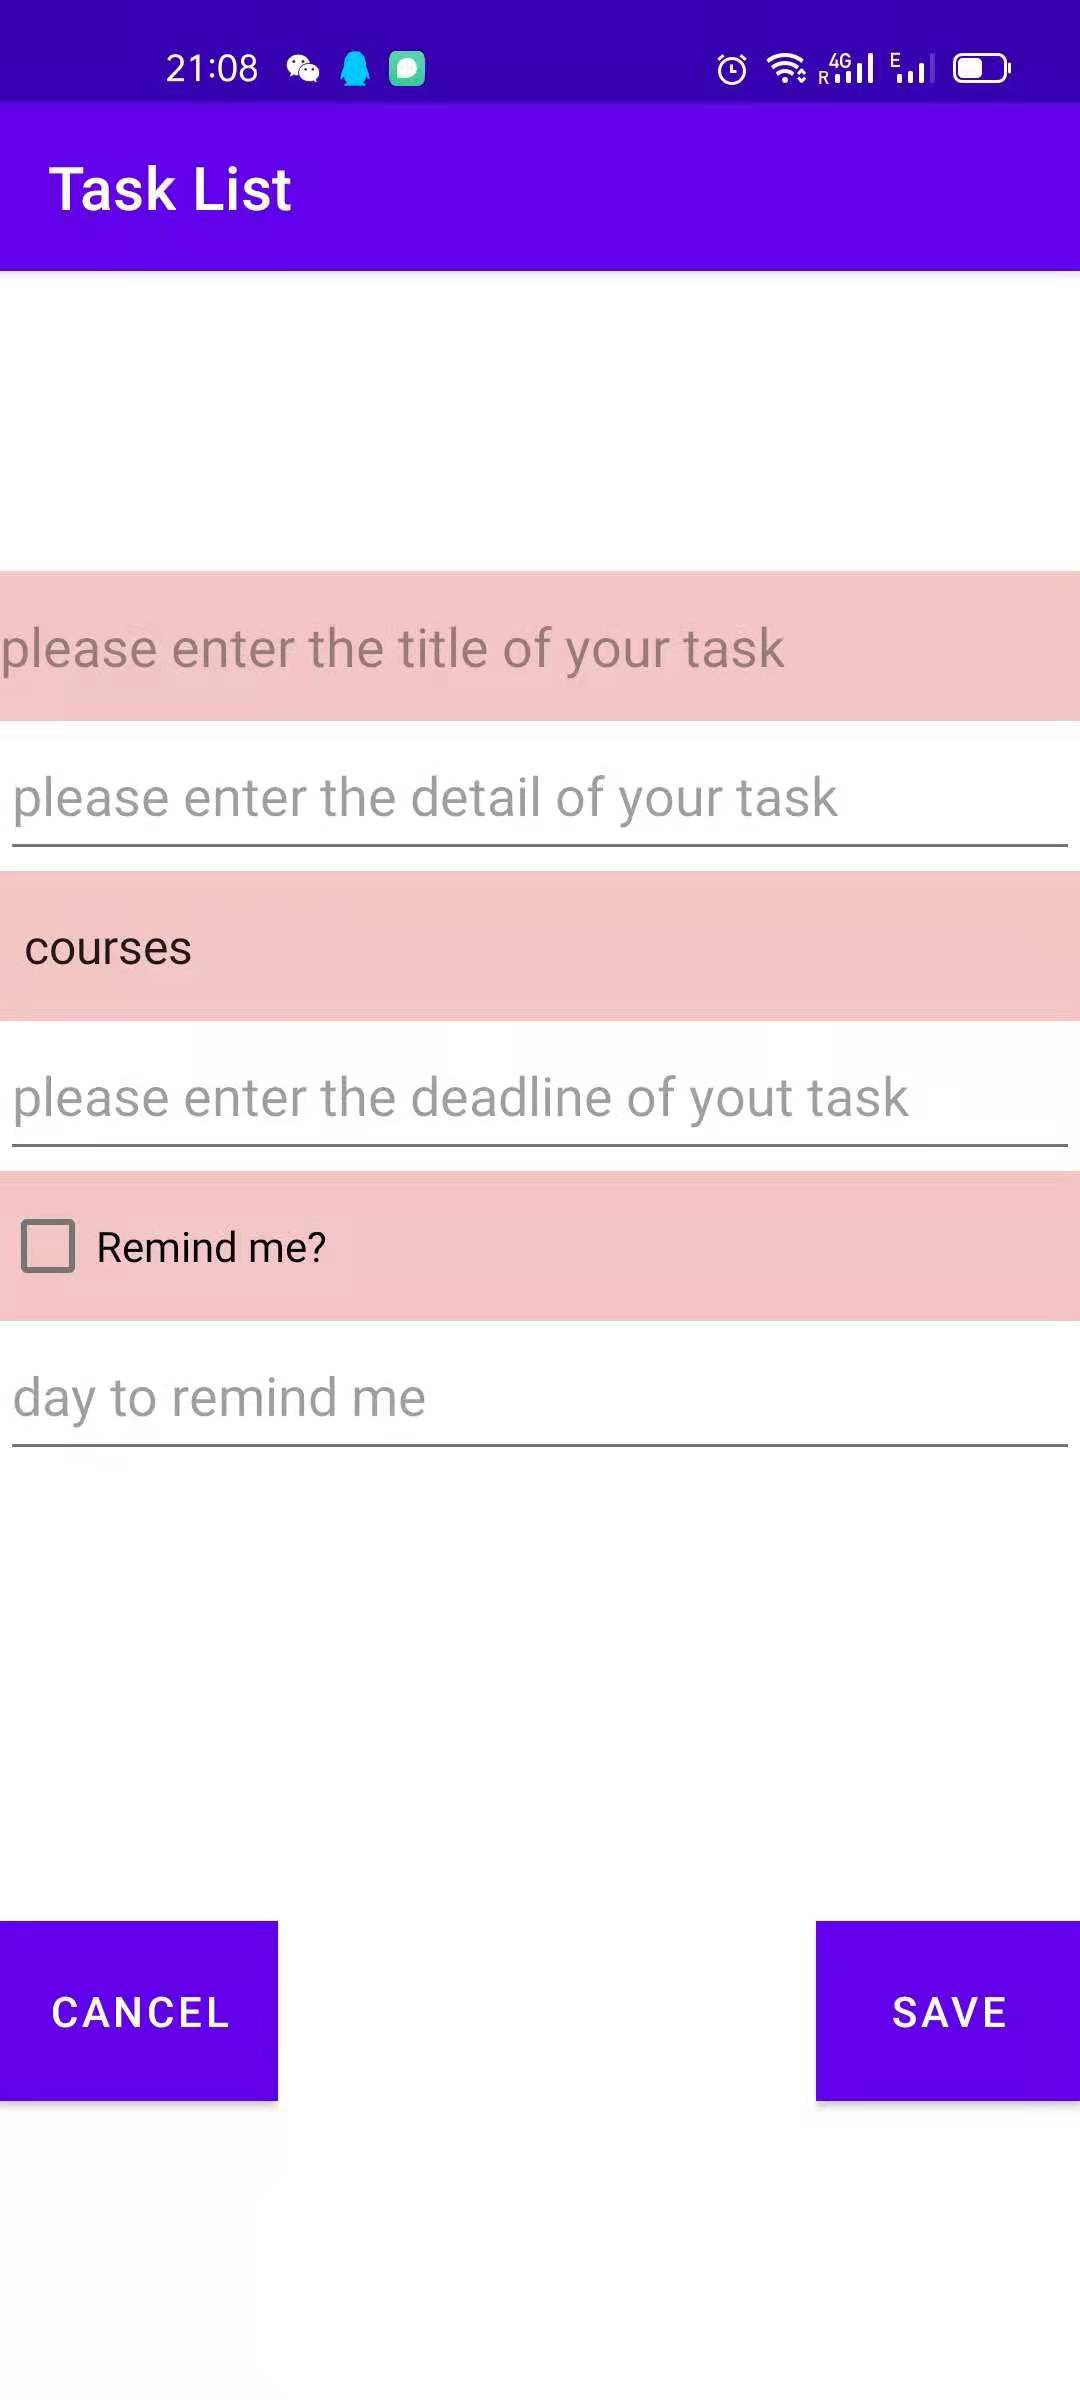 21:08 4G R E
Task List
please enter the title of your task
please enter the detail of your task
courses
please enter the deadline of yout task
Remind me?
day to remind me
CANCEL SAVE